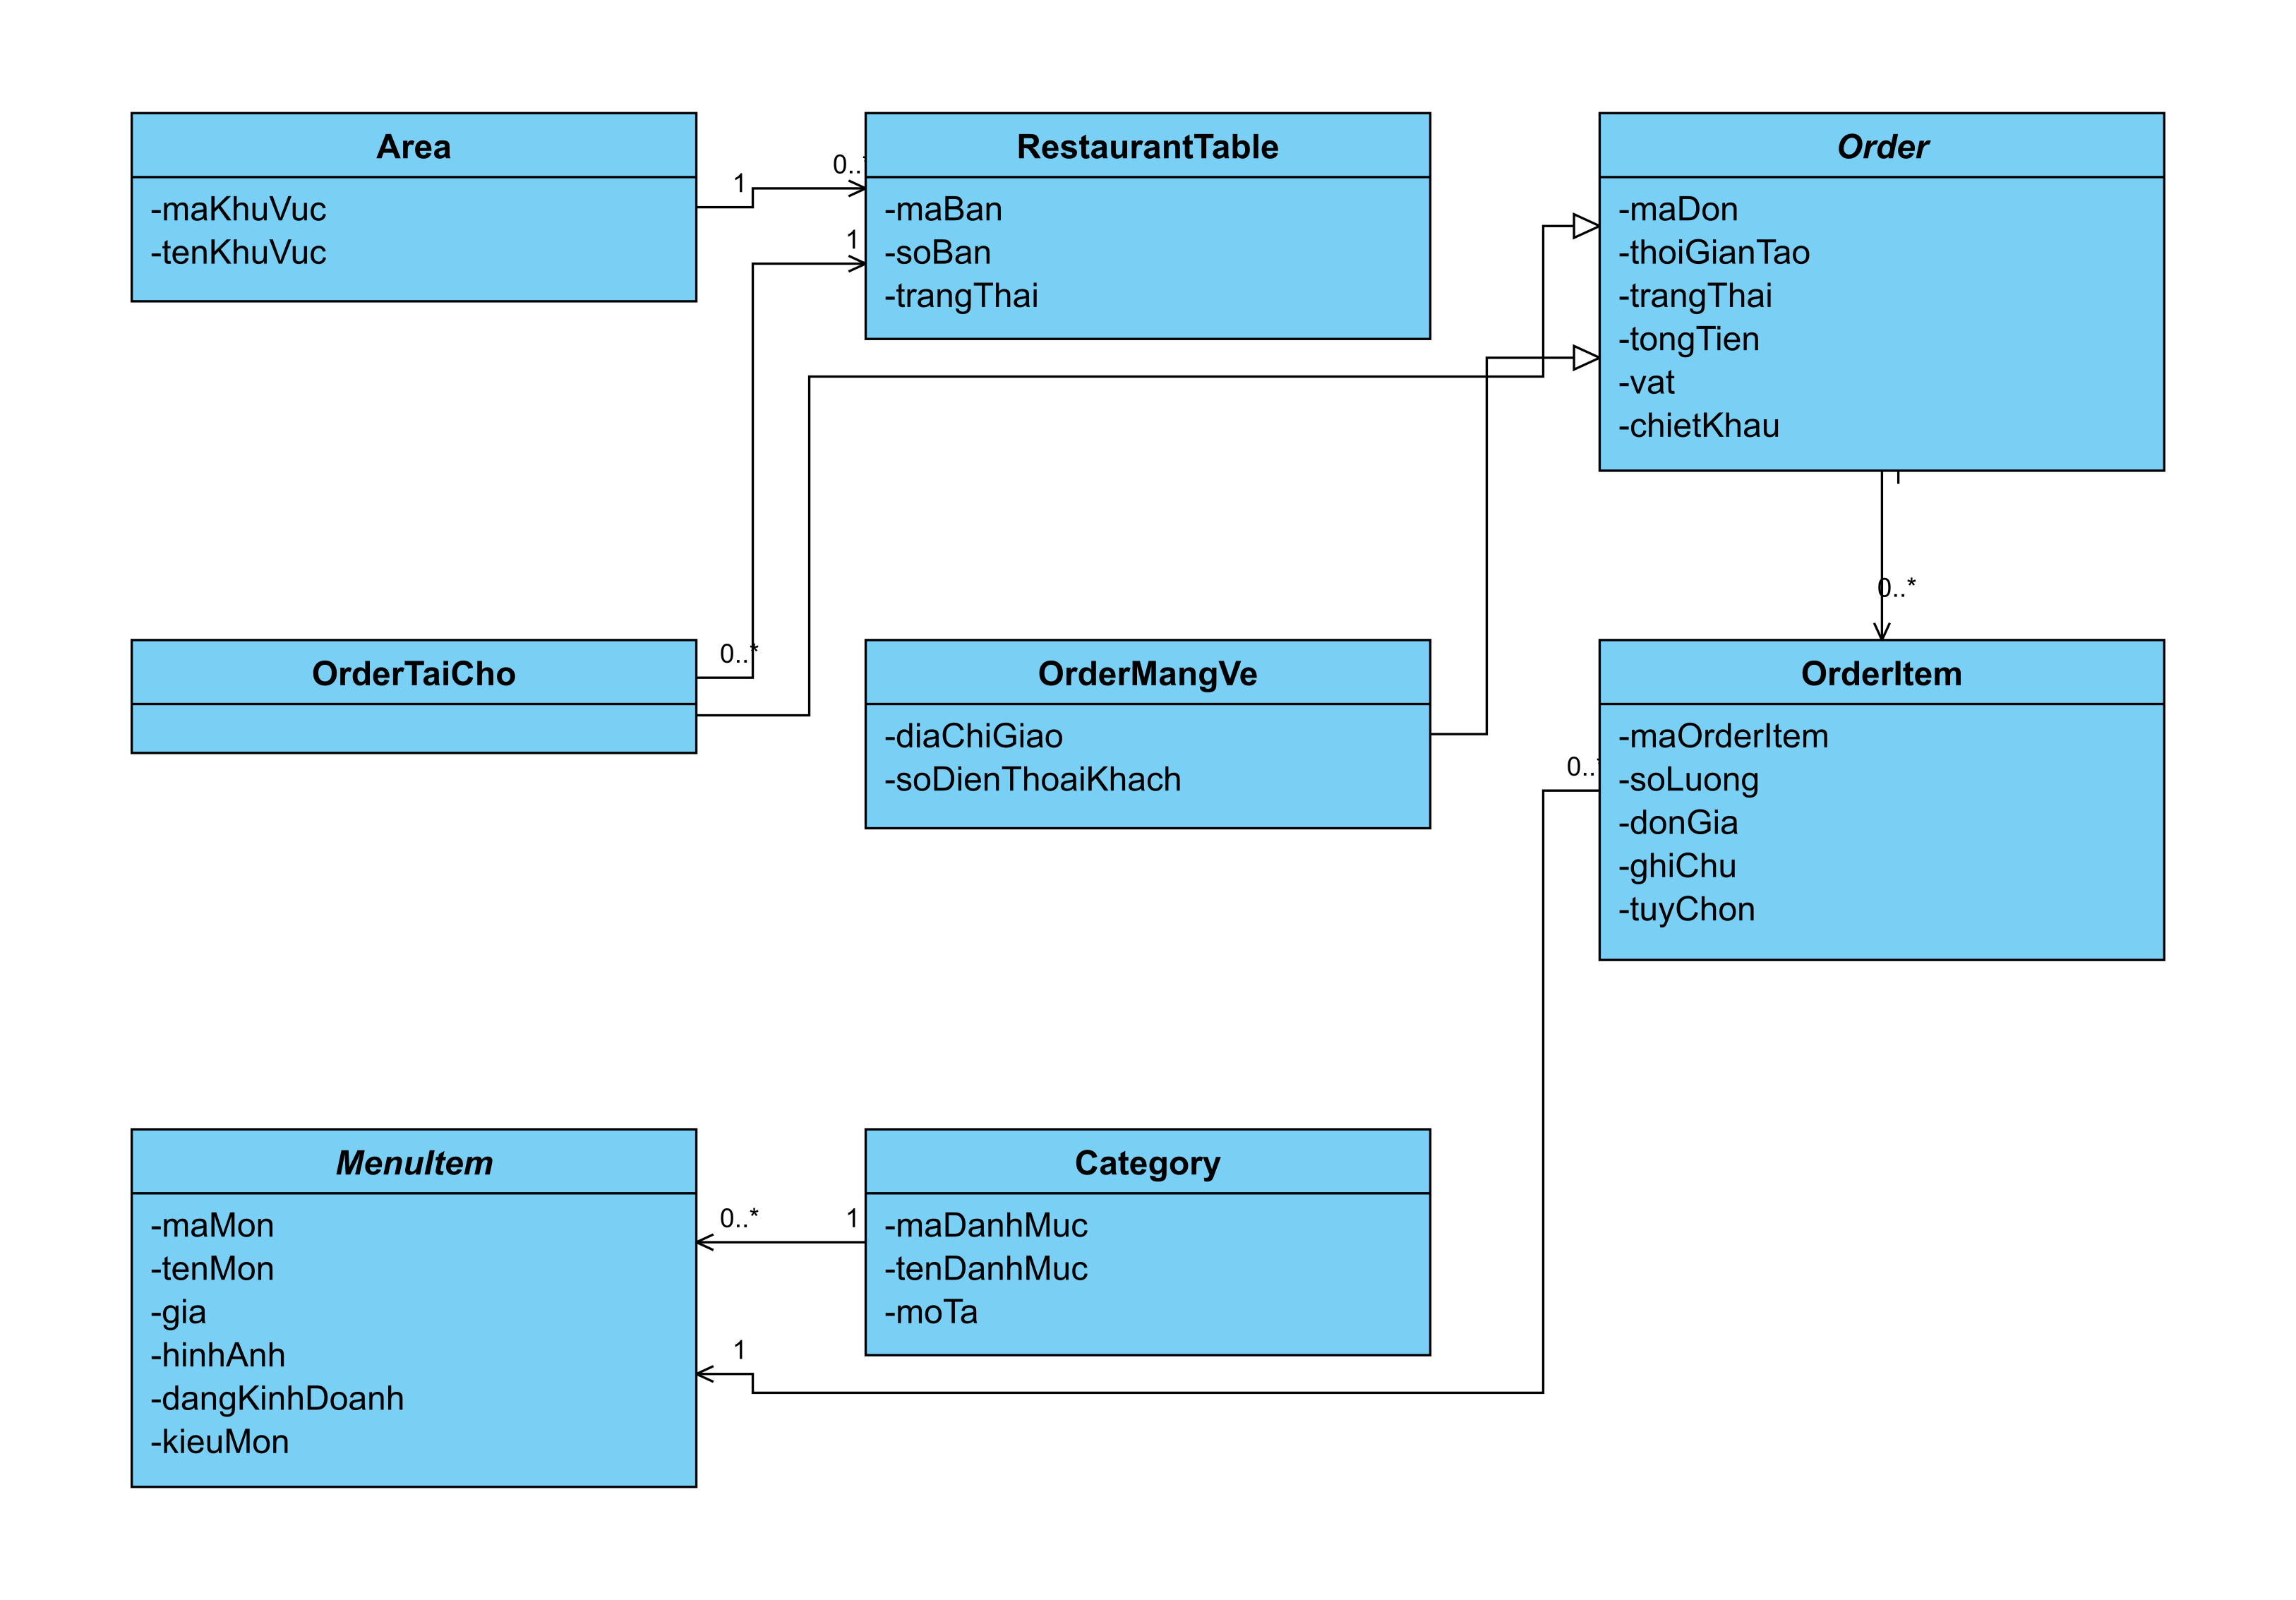 Area
-maKhuVuc
-tenKhuVuc
1
0..
RestaurantTable
-maBan
-soBan
-trangThai
1
Order
-maDon
-thoiGianTao
-trangThai
-tongTien
-vat
-chietKhau
0..*
OrderTaiCho
0..*
OrderMangVe
-diaChiGiao
-soDienThoaiKhach
OrderItem
-maOrderItem
-soLuong
-donGia
-ghiChu
-tuyChon
0..
MenuItem
-maMon
-tenMon
-gia
-hinhAnh
-dangKinhDoanh
-kieuMon
0..*
1
Category
-maDanhMuc
-tenDanhMuc
-moTa
1